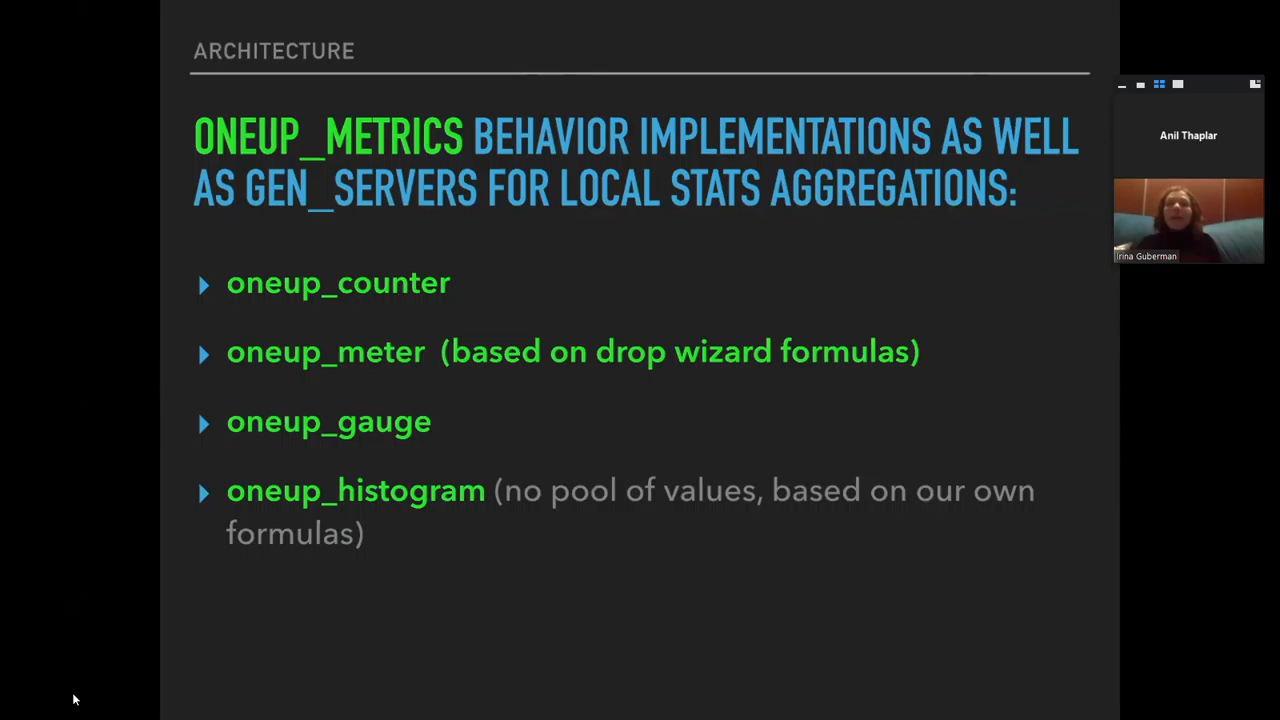 ARCHITECTURE
ONEUP_METRICS BEHAVIOR IMPLEMENTATIONS AS WELL
AS GEN_SERVERS FOR LOCAL STATS AGGREGATIONS:
oneup_counter
oneup_meter (based on drop wizard formulas)
oneup_gauge
oneup_histogram (no pool of values, based on our own
formulas)
Anil Thaplar
Irina Guberman